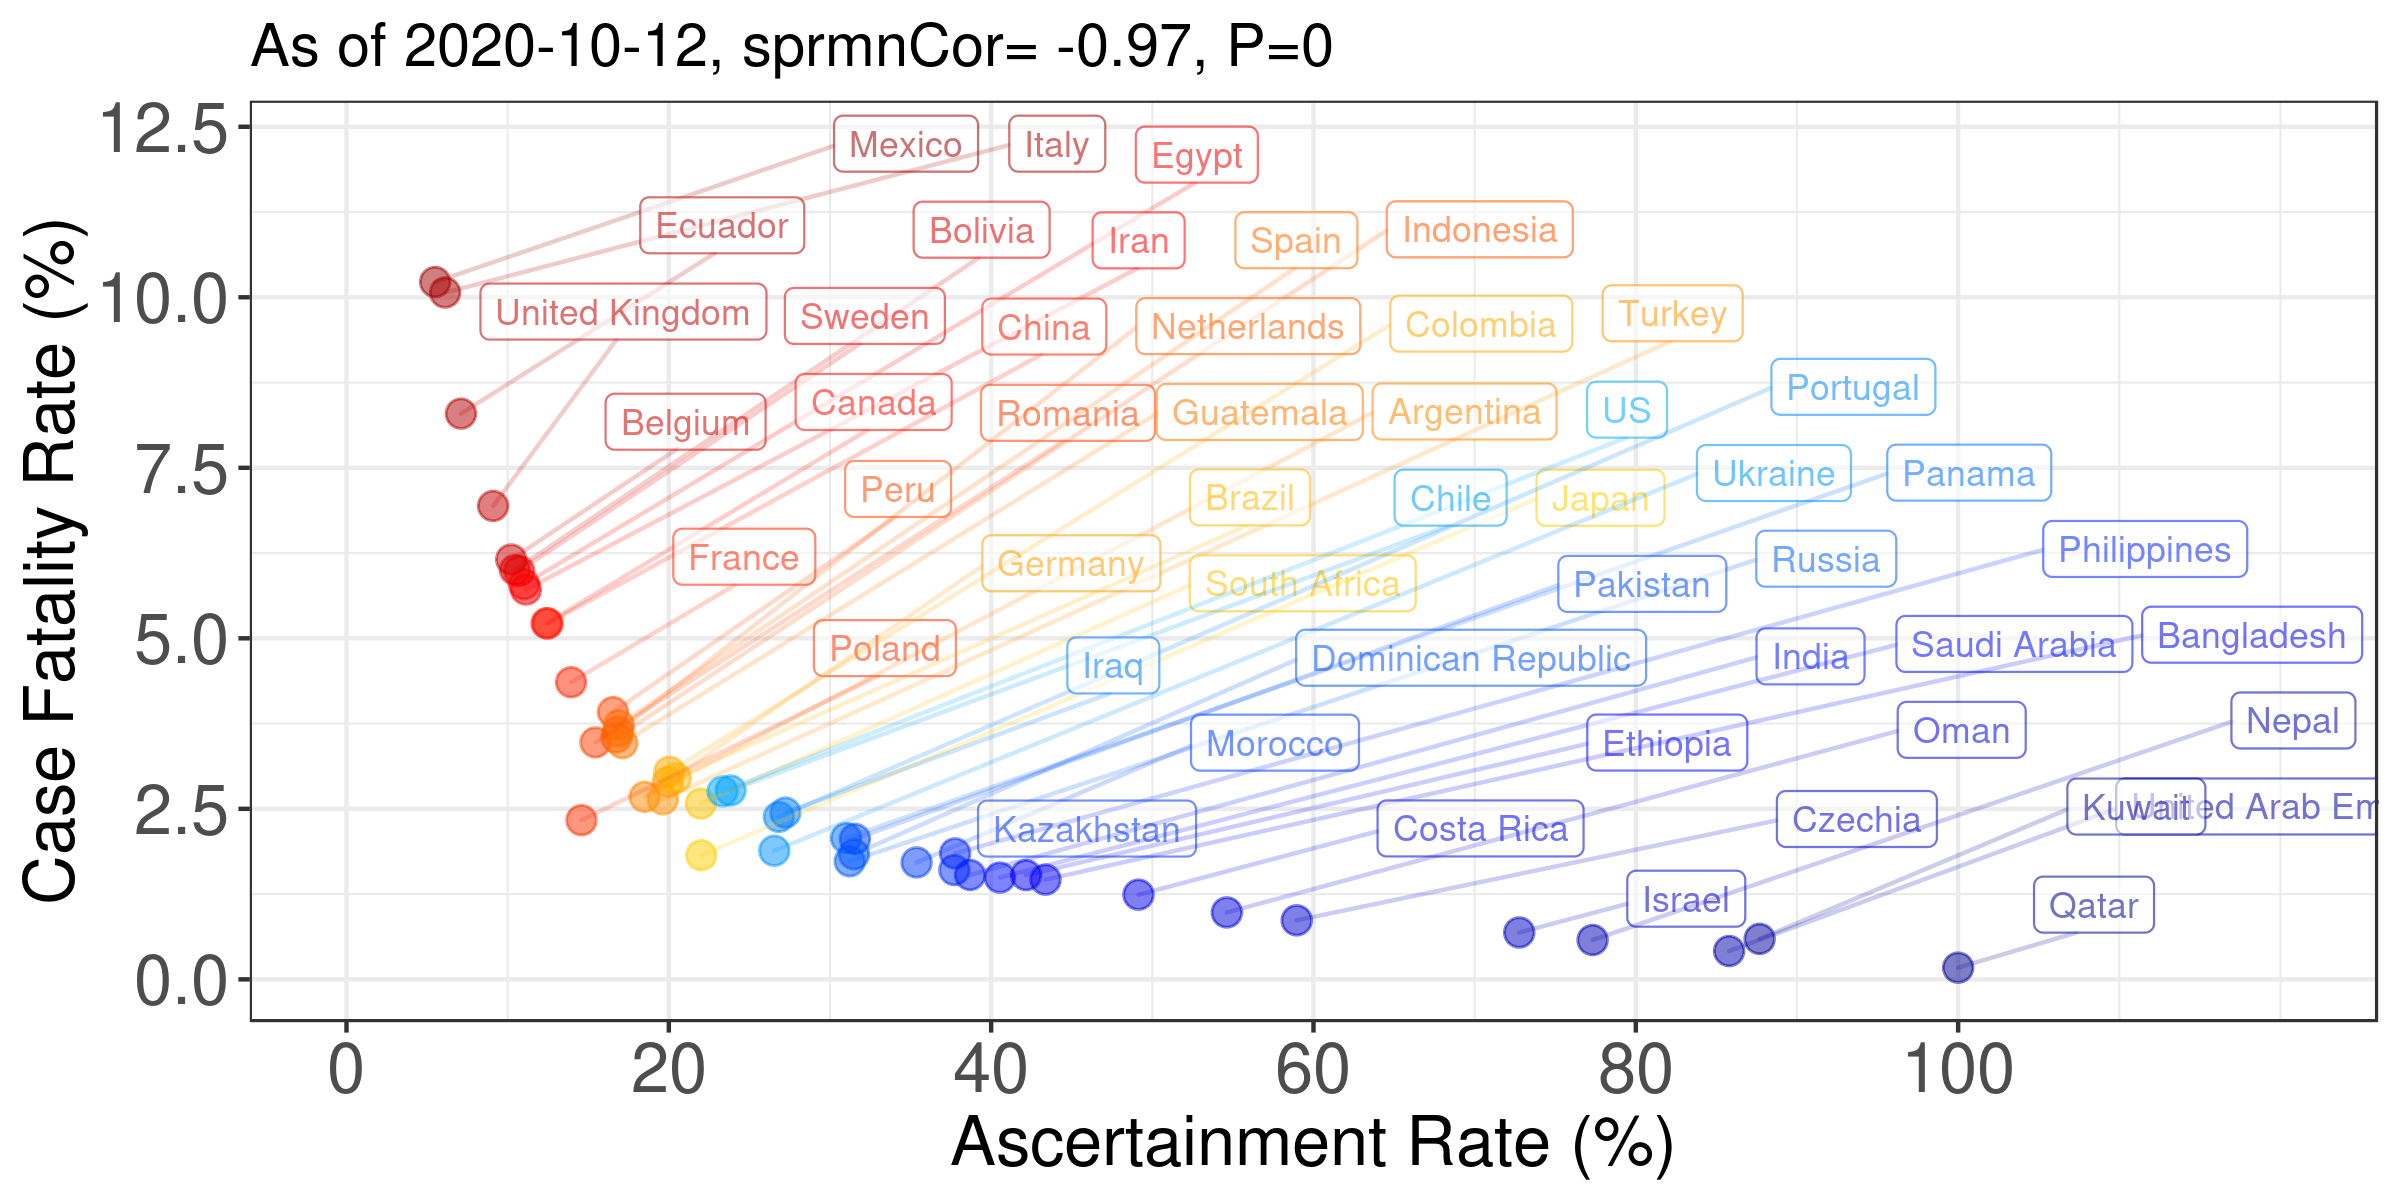 As of 2020-10-12, sprmnCor= -0.97, P=0
Case Fatality Rate (%)
12.5
10.0
7.5
5.0
2.5
0.0
Mexico
Italy
Egypt
Ecuador
Bolivia
Iran
Spain
Indonesia
United Kingdom
Sweden
China
Netherlands
Colombia
Turkey
Belgium
Canada
Romania
Guatemala
Argentina
US
Portugal
Peru
Brazil
Chile
Japan
Ukraine
Panama
France
Germany
South Africa
Pakistan
Russia
Philippines
Poland
Iraq
Dominican Republic
India
Saudi Arabia
Bangladesh
Morocco
Ethiopia
Oman
Nepal
Kazakhstan
Costa Rica
Czechia
Kuwait
United Arab Em
Israel
Qatar
0
20
40
60
80
100
Ascertainment Rate (%)